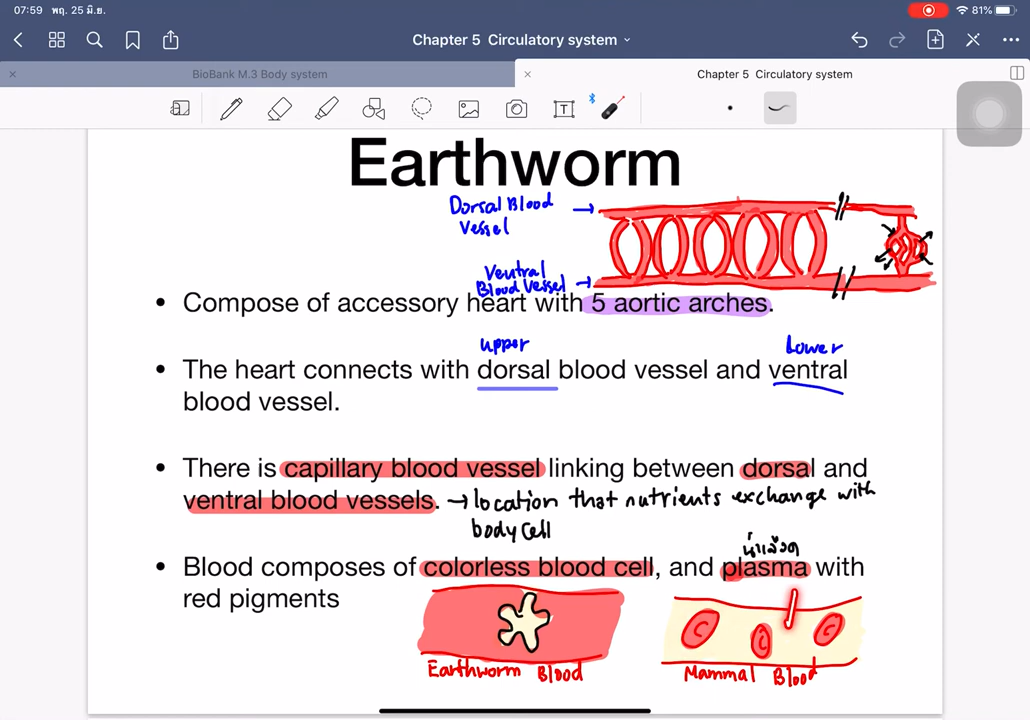 07:59 พฤ. 25 มิ.ย.
81%
Chapter 5 Circulatory system
BioBank M.3 Body system
Chapter 5 Circulatory system
T
Earthworm
Dorsal Blood
Vessel
Ventral
Blood Vessel
• Compose of accessory heart with 5 aortic arches.
upper
Lower
• The heart connects with dorsal blood vessel and ventral
blood vessel.
• There is capillary blood vessel linking between dorsal and
ventral blood vessels. → location that nutrients exchange with
body cell
น้ำเลือด
• Blood composes of colorless blood cell, and plasma with
red pigments
C C C
Earthworm Blood
Mammal Blood